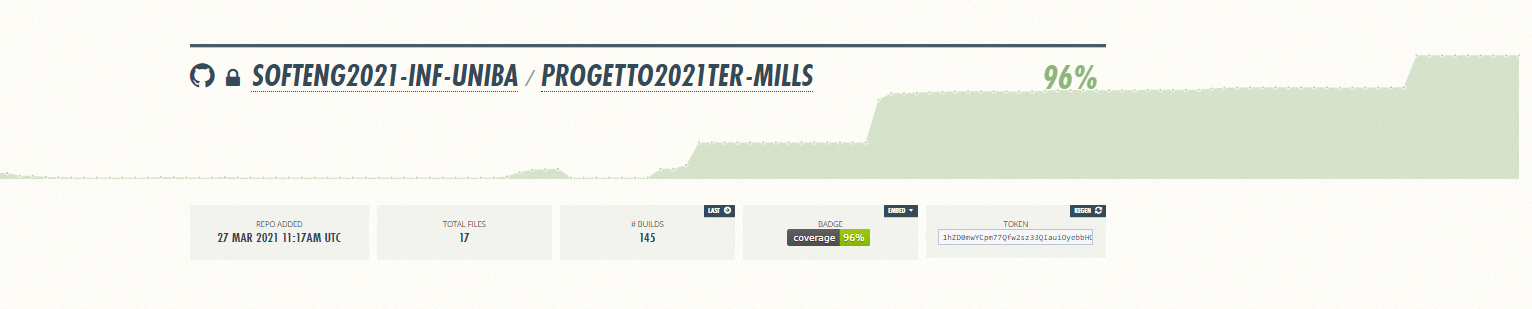 SOFTENG2021-INF-UNIBA / PROGETTO2021TER-MILLS
96%
REPO ADDED
27 MAR 2021 11:17AM UTC
TOTAL FILES
17
LAST
# BUILDS
145
EMBED
BADGE
coverage 96%
REGEN
TOKEN